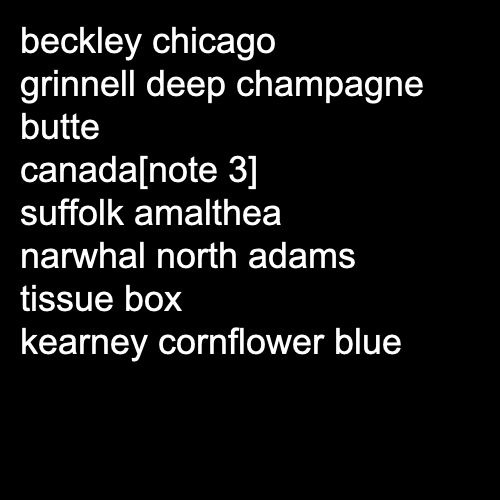 beckley chicago
grinnell deep champagne
butte
canada[note 3]
suffolk amalthea
narwhal north adams
tissue box
kearney cornflower blue